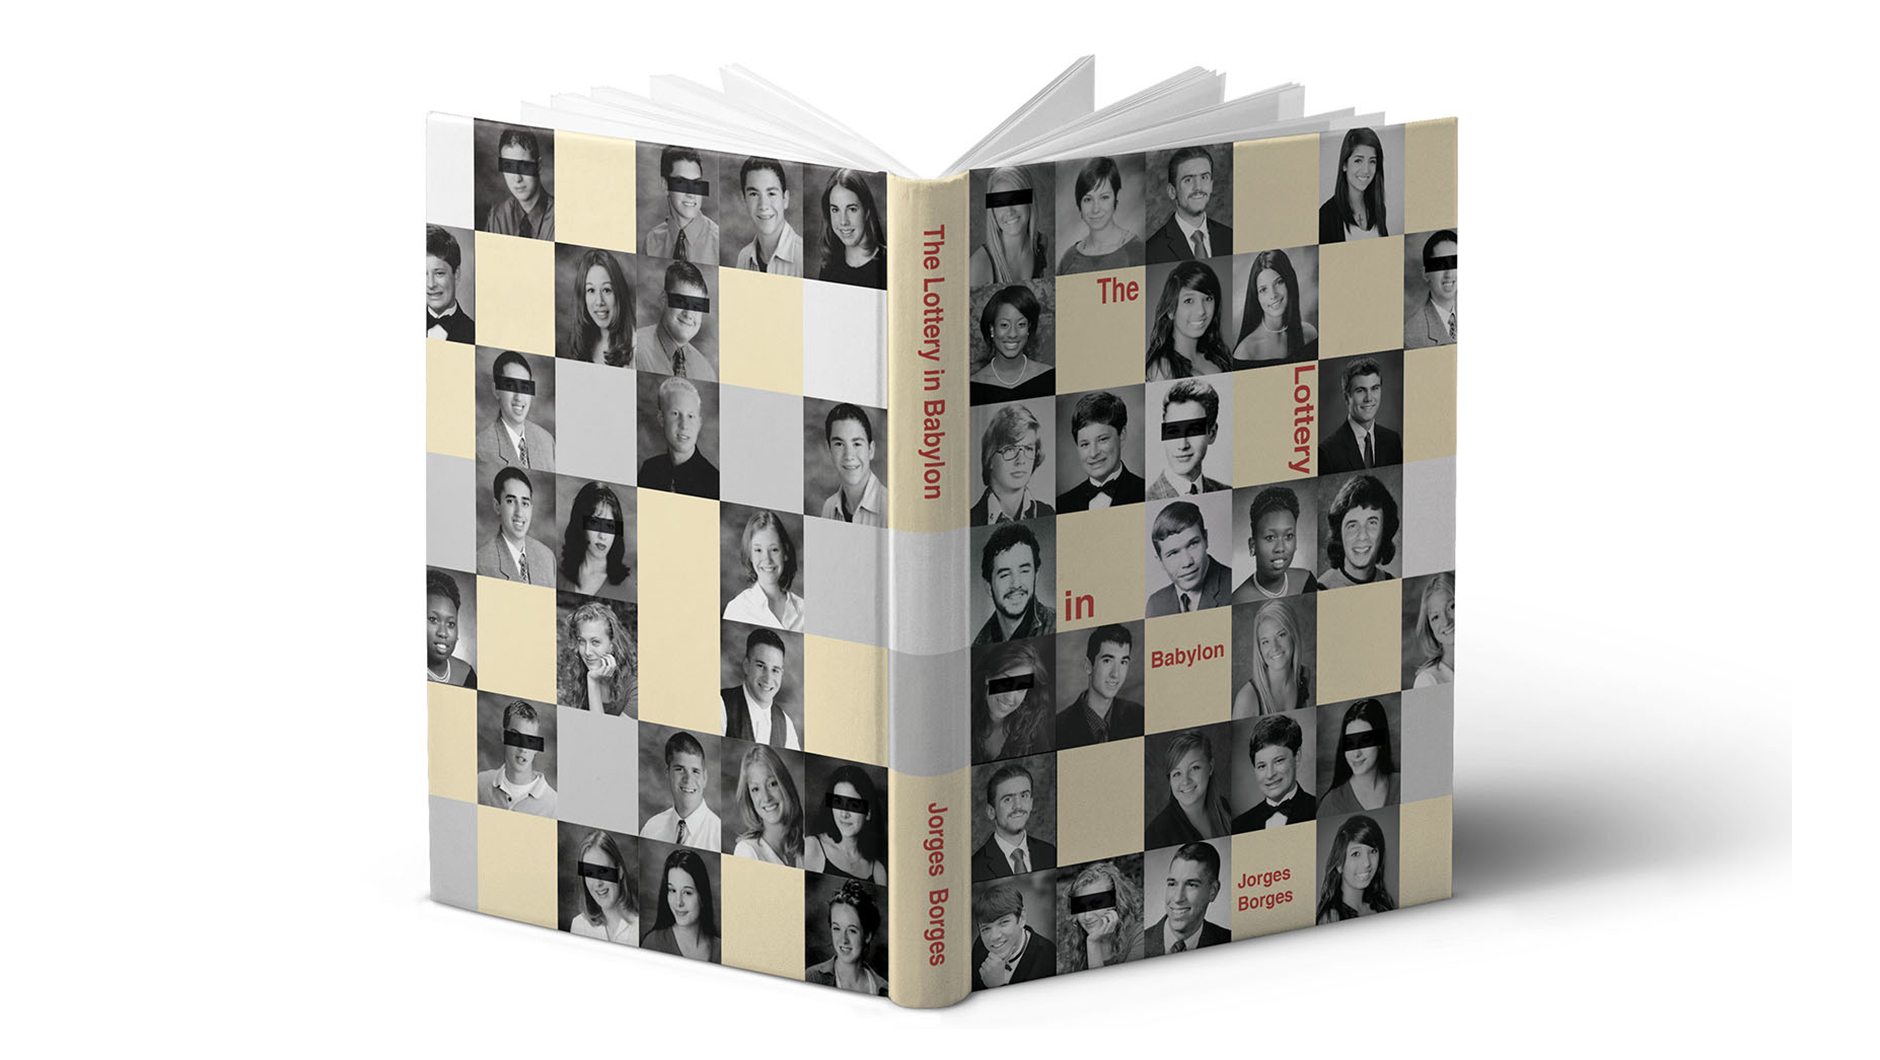 The Lottery in Babylon
Jorges Borges
The
Lottery
in
Babylon
Jorges
Borges